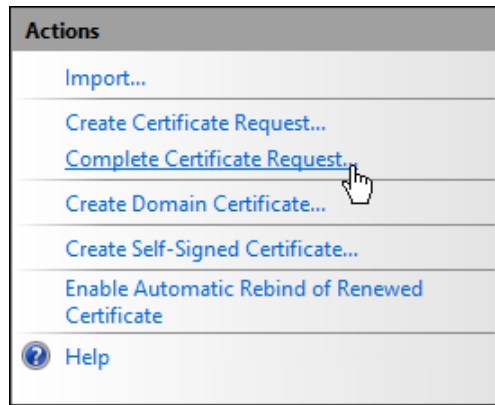 Actions
Import...
Create Certificate Request...
Complete Certificate Request...
Create Domain Certificate...
Create Self-Signed Certificate...
Enable Automatic Rebind of Renewed
Certificate
Help